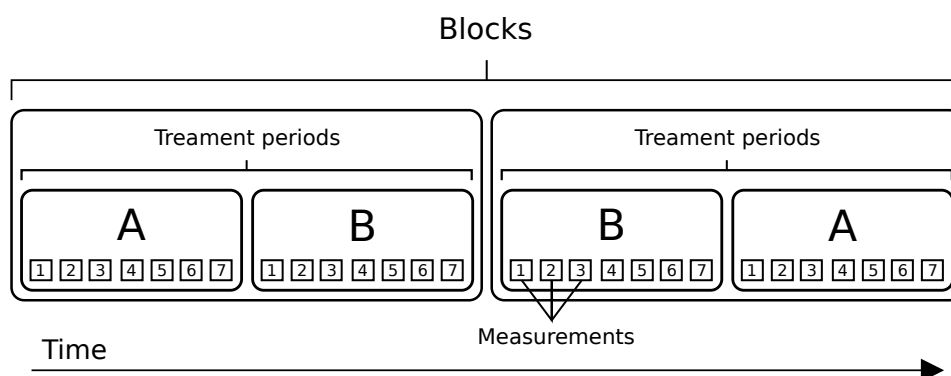 Blocks
Treament periods Treament periods
A B B A
1 2 3 4 5 6 7 1 2 3 4 5 6 7 1 2 3 4 5 6 7 1 2 3 4 5 6 7
Measurements
Time